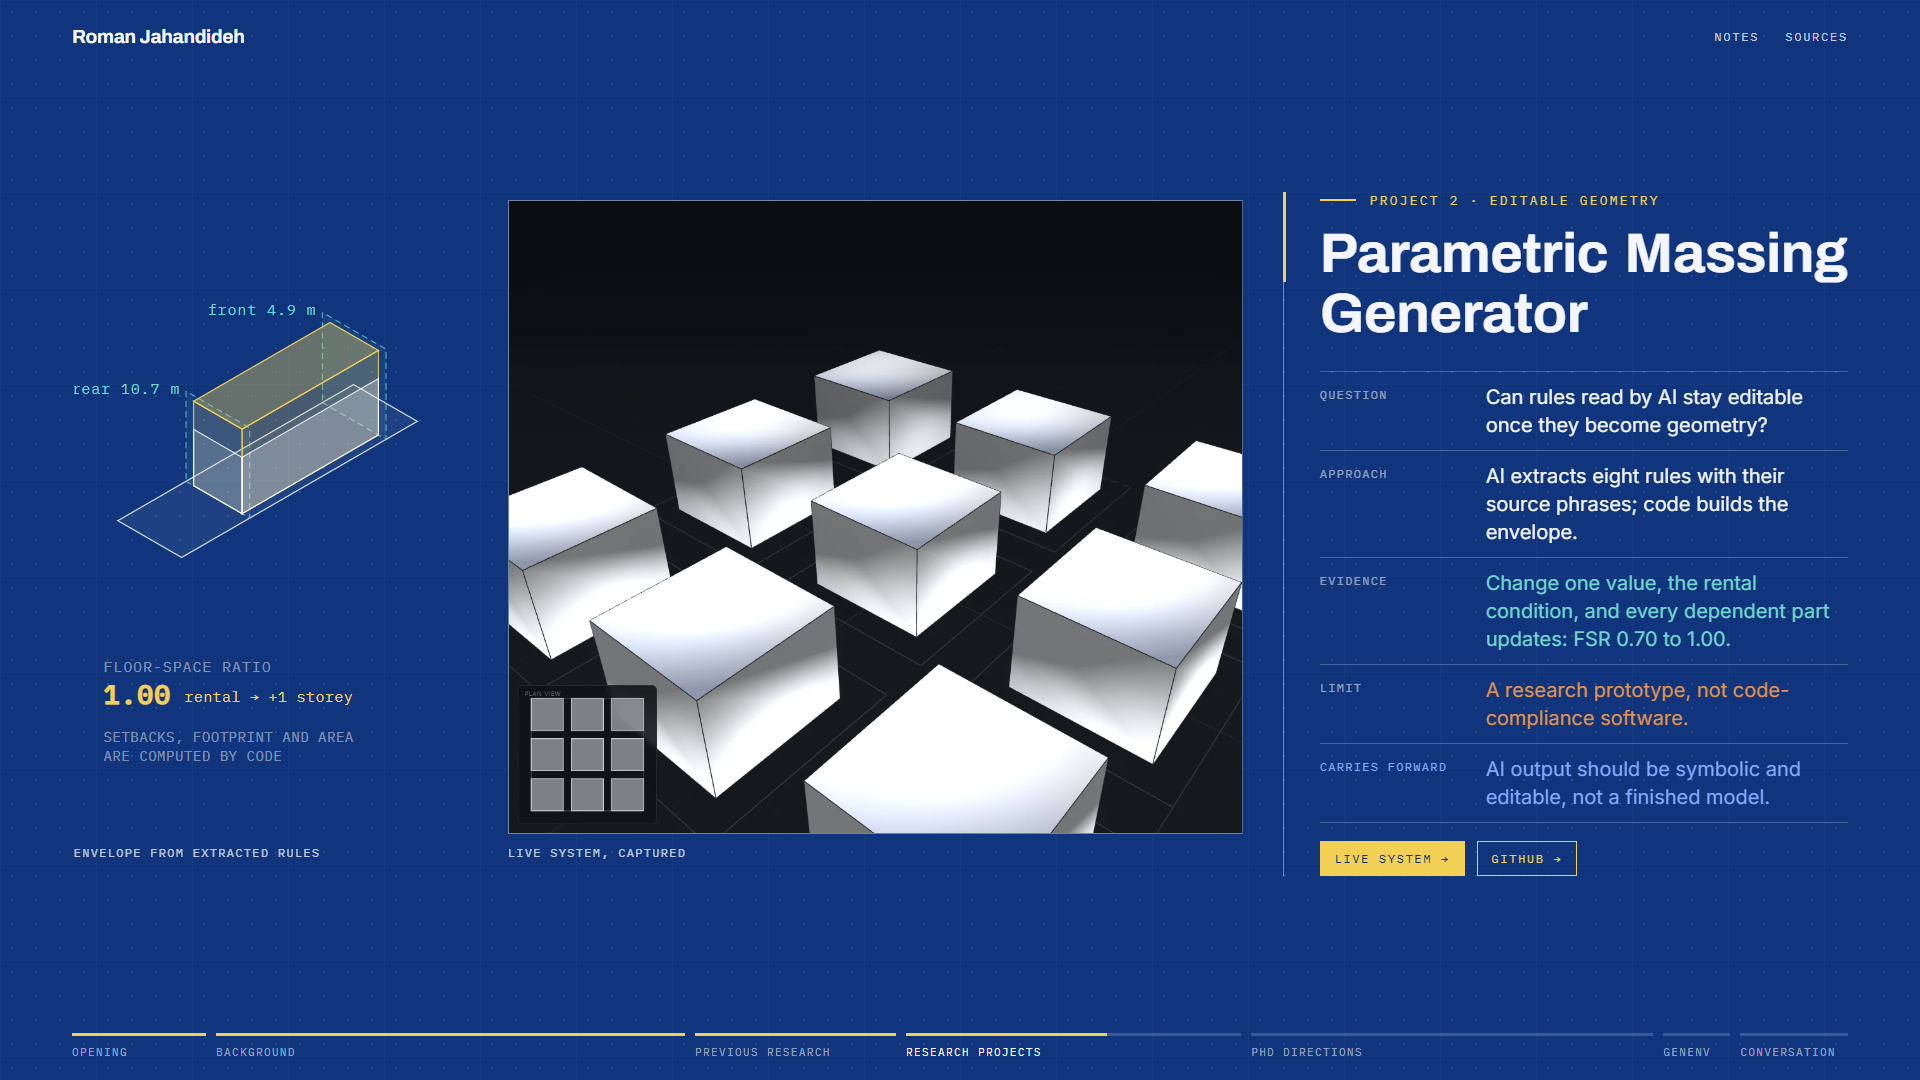 Roman Jahandideh
NOTES
SOURCES
front 4.9 m
rear 10.7 m
FLOOR-SPACE RATIO
1.00 rental → +1 storey
SETBACKS, FOOTPRINT AND AREA
ARE COMPUTED BY CODE
ENVELOPE FROM EXTRACTED RULES
PLAN VIEW
LIVE SYSTEM, CAPTURED
PROJECT 2 · EDITABLE GEOMETRY
Parametric Massing
Generator
QUESTION
Can rules read by AI stay editable
once they become geometry?
APPROACH
AI extracts eight rules with their
source phrases; code builds the
envelope.
EVIDENCE
Change one value, the rental
condition, and every dependent part
updates: FSR 0.70 to 1.00.
LIMIT
A research prototype, not code-
compliance software.
CARRIES FORWARD
AI output should be symbolic and
editable, not a finished model.
LIVE SYSTEM →
GITHUB →
OPENING
BACKGROUND
PREVIOUS RESEARCH
RESEARCH PROJECTS
PHD DIRECTIONS
GENENV
CONVERSATION